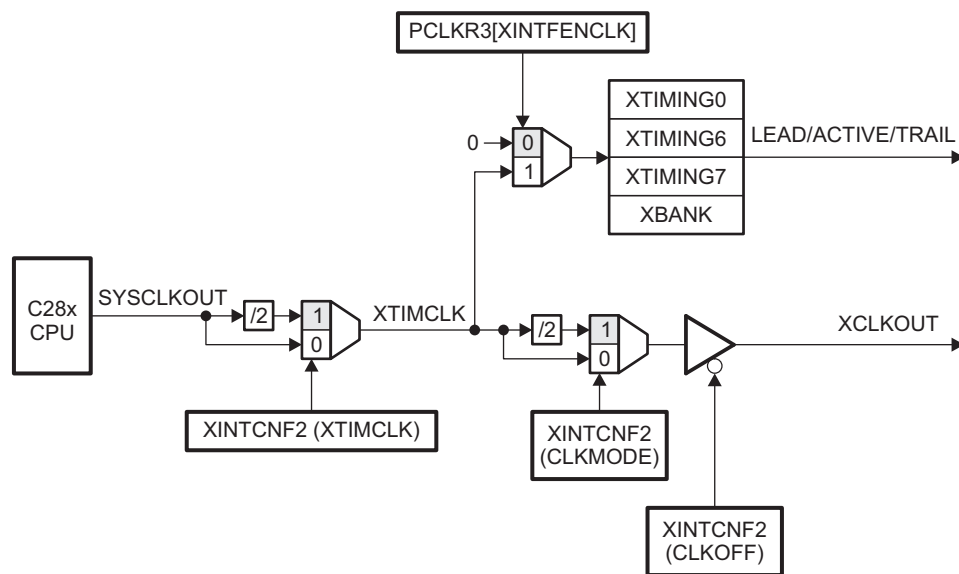 PCLKR3[XINTFENCLK]
XTIMING0
0
0
XTIMING6
LEAD/ACTIVE/TRAIL
1
XTIMING7
XBANK
C28x
CPU
SYSCLKOUT
/2
1
0
XTIMCLK
/2
1
0
XCLKOUT
XINTCNF2 (XTIMCLK)
XINTCNF2
(CLKMODE)
XINTCNF2
(CLKOFF)